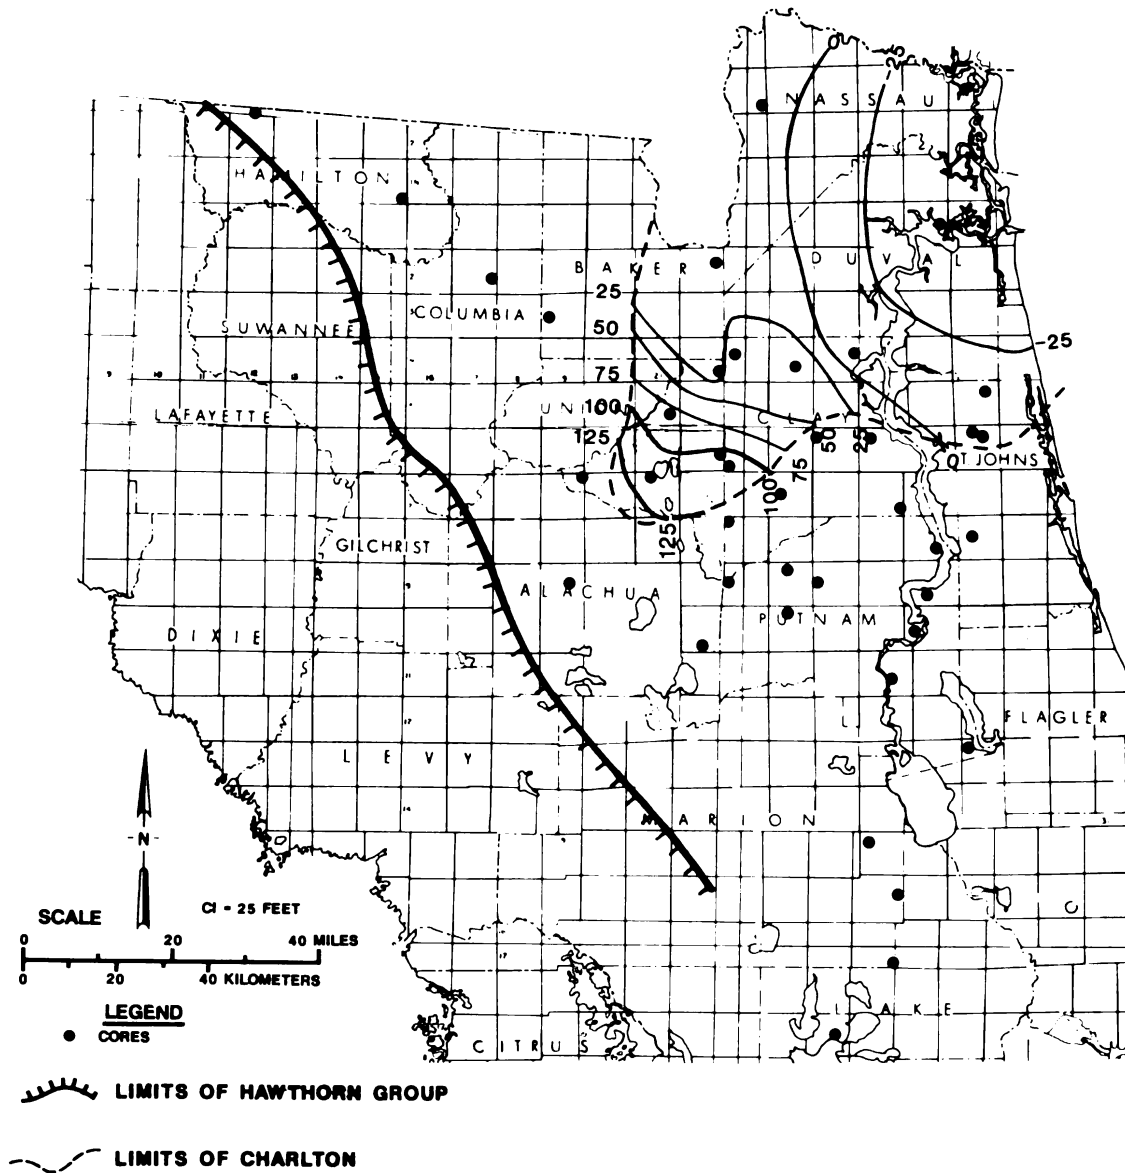 0
25
NASSAU
HAMILTON
BAKER
DUVAL
25
COLUMBIA
50
SUWANNEE
-25
75
UNION
100
LAFAYETTE
CLAY
125
50
25
ST JOHNS
0
75
100
125
GILCHRIST
ALACHUA
PUTNAM
DIXIE
FLAGLER
LEVY
MARION
N
CI = 25 FEET
SCALE
0 20 40 MILES
0 20 40 KILOMETERS
LAKE
LEGEND
CORES
CITRUS
LIMITS OF HAWTHORN GROUP
LIMITS OF CHARLTON